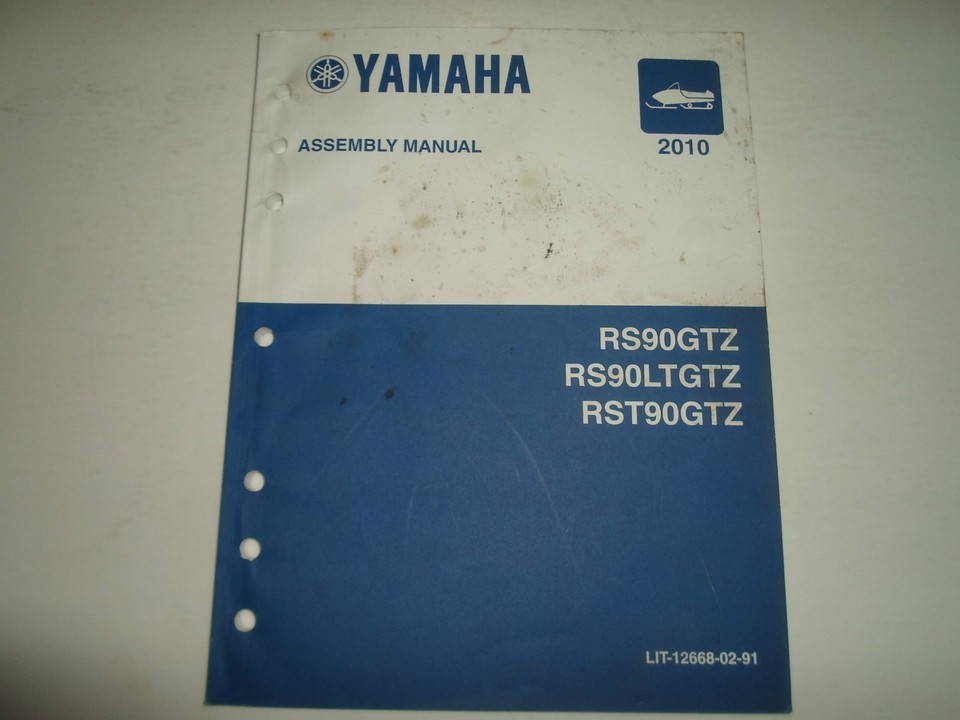 YAMAHA
ASSEMBLY MANUAL
2010
RS90GTZ
RS90LTGTZ
RST90GTZ
LIT-12668-02-91